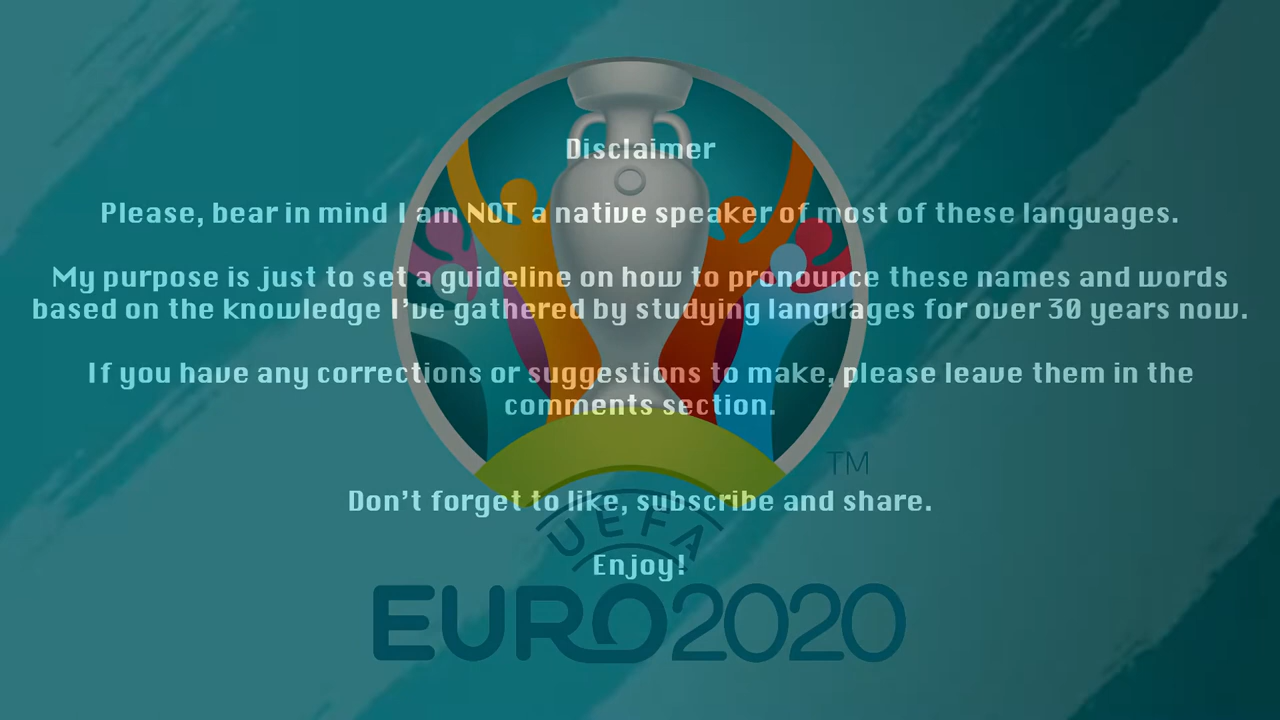 Disclaimer
Please, bear in mind I am NOT a native speaker of most of these languages.
My purpose is just to set a guideline on how to pronounce these names and words
based on the knowledge I've gathered by studying languages for over 30 years now.
If you have any corrections or suggestions to make, please leave them in the
comments section.
TM
Don't forget to like, subscribe and share.
UEFA
Enjoy!
EURO2020